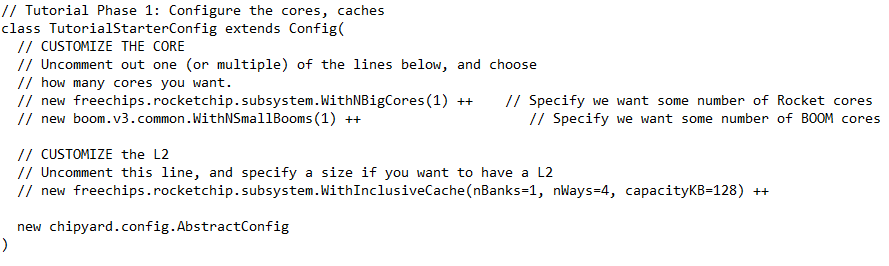 // Tutorial Phase 1: Configure the cores, caches
class TutorialStarterConfig extends Config(
  // CUSTOMIZE THE CORE
  // Uncomment out one (or multiple) of the lines below, and choose
  // how many cores you want.
  // new freechips.rocketchip.subsystem.WithNBigCores(1) ++    // Specify we want some number of Rocket cores
  // new boom.v3.common.WithNSmallBooms(1) ++                     // Specify we want some number of BOOM cores

  // CUSTOMIZE the L2
  // Uncomment this line, and specify a size if you want to have a L2
  // new freechips.rocketchip.subsystem.WithInclusiveCache(nBanks=1, nWays=4, capacityKB=128) ++

  new chipyard.config.AbstractConfig
)